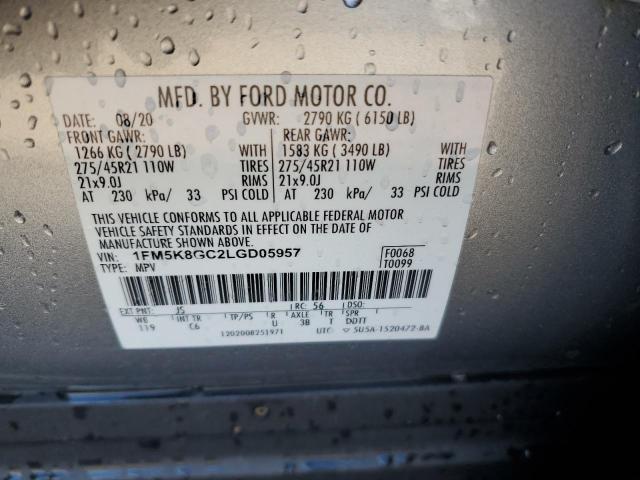 MFD. BY FORD MOTOR CO.
DATE: 08/20 GVWR: 2790 KG ( 6150 LB)
FRONT GAWR: REAR GAWR:
1266 KG ( 2790 LB) WITH 1583 KG ( 3490 LB) WITH
275/45R21 110W TIRES 275/45R21 110W TIRES
21x9.0J RIMS 21x9.0J RIMS
AT 230 kPa/ 33 PSI COLD AT 230 kPa/ 33 PSI COLD
THIS VEHICLE CONFORMS TO ALL APPLICABLE FEDERAL MOTOR
VEHICLE SAFETY STANDARDS IN EFFECT ON THE DATE OF
MANUFACTURE SHOWN ABOVE.
VIN: 1FM5K8GC2LGD05957 F0068
TYPE: MPV T0099
EXT PNT: J5 RC: 56 DSO:
WB INT TR TP/PS R AXLE TR SPR
119 C6 U 3B T DDTT
1202008251971 UTC 5U5A-1520472-BA